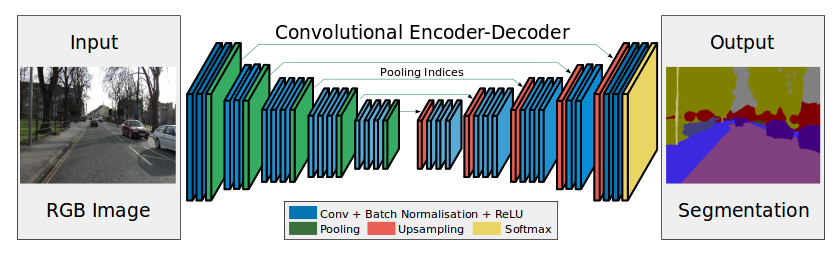 Convolutional Encoder-Decoder
Input
Output
Pooling Indices
RGB Image
Segmentation
Conv + Batch Normalisation + ReLU
Pooling
Upsampling
Softmax